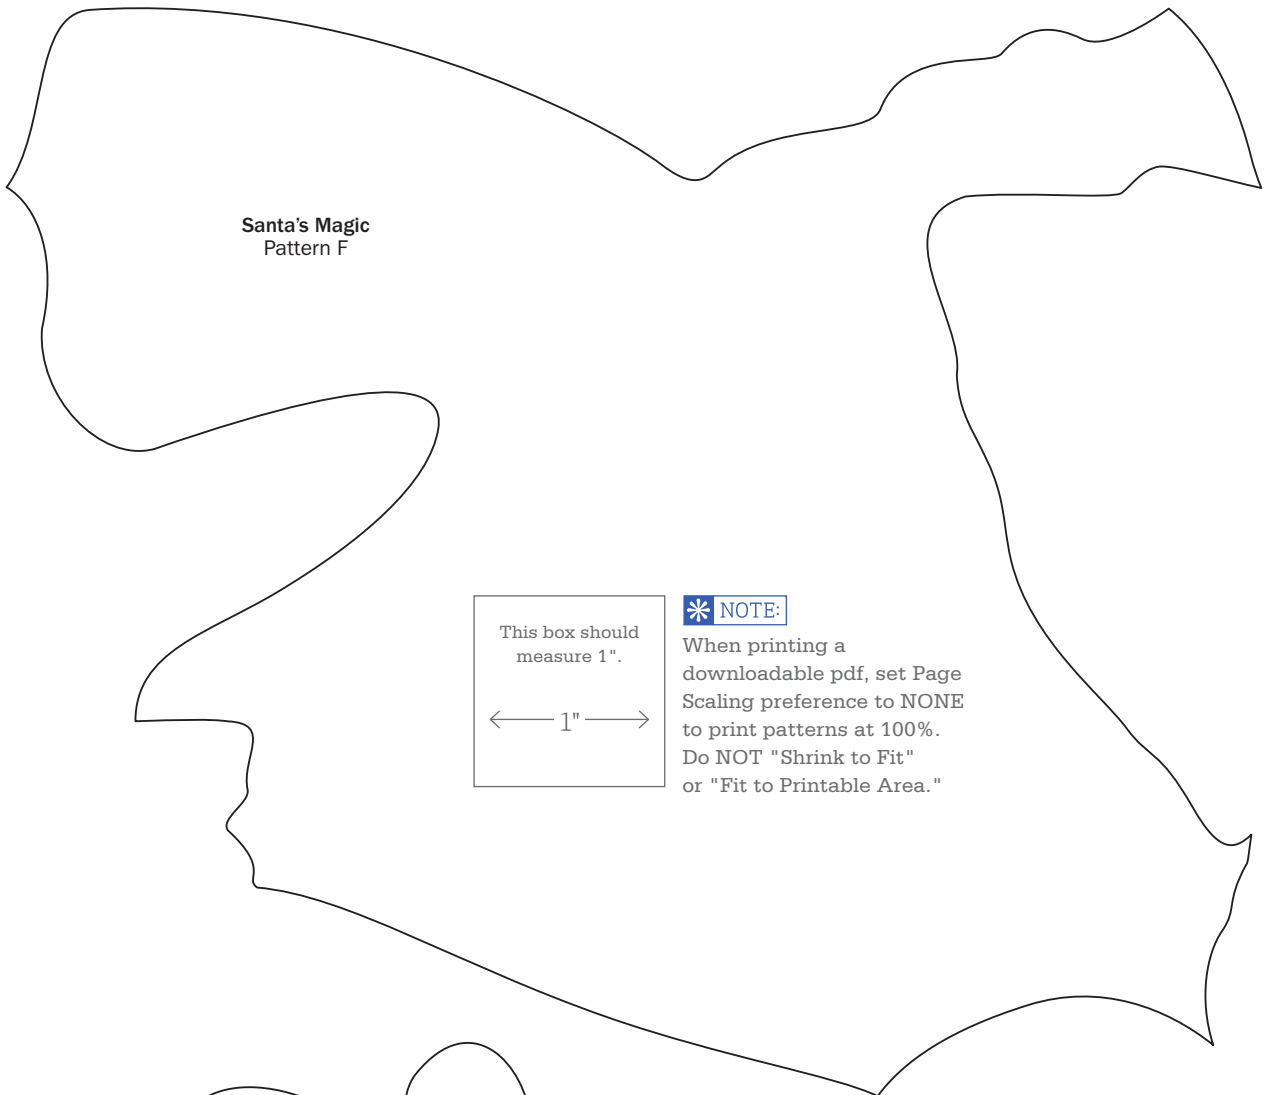 Santa’s Magic
Pattern F
This box should
measure 1".
1"
NOTE:
When printing a
downloadable pdf, set Page
Scaling preference to NONE
to print patterns at 100%.
Do NOT "Shrink to Fit"
or "Fit to Printable Area."